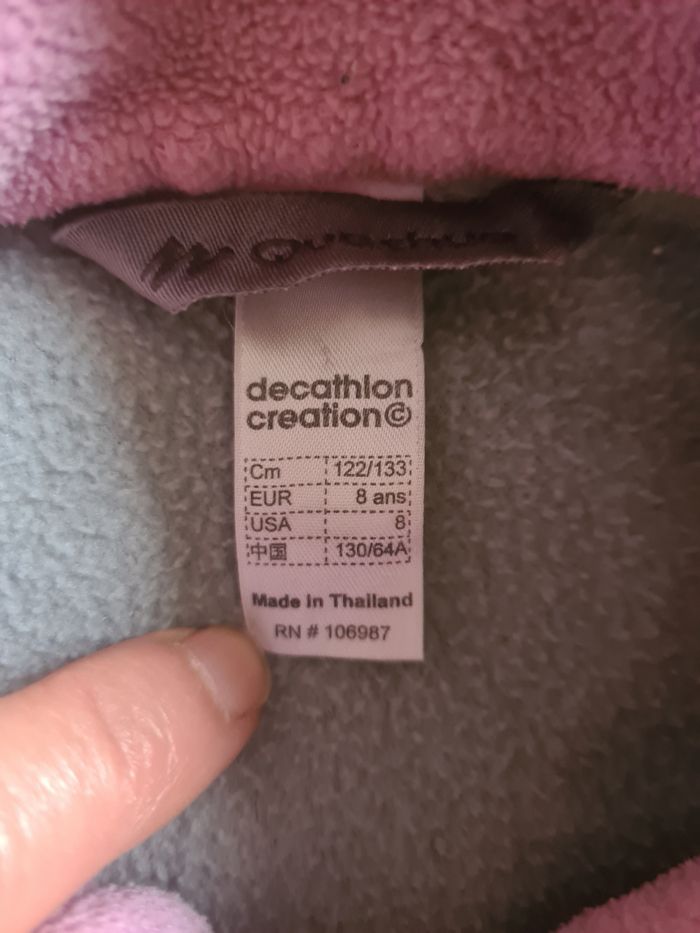 Quechua
decathlon
creation©
Cm 122/133
EUR 8 ans
USA 8
中国 130/64A
Made in Thailand
RN # 106987